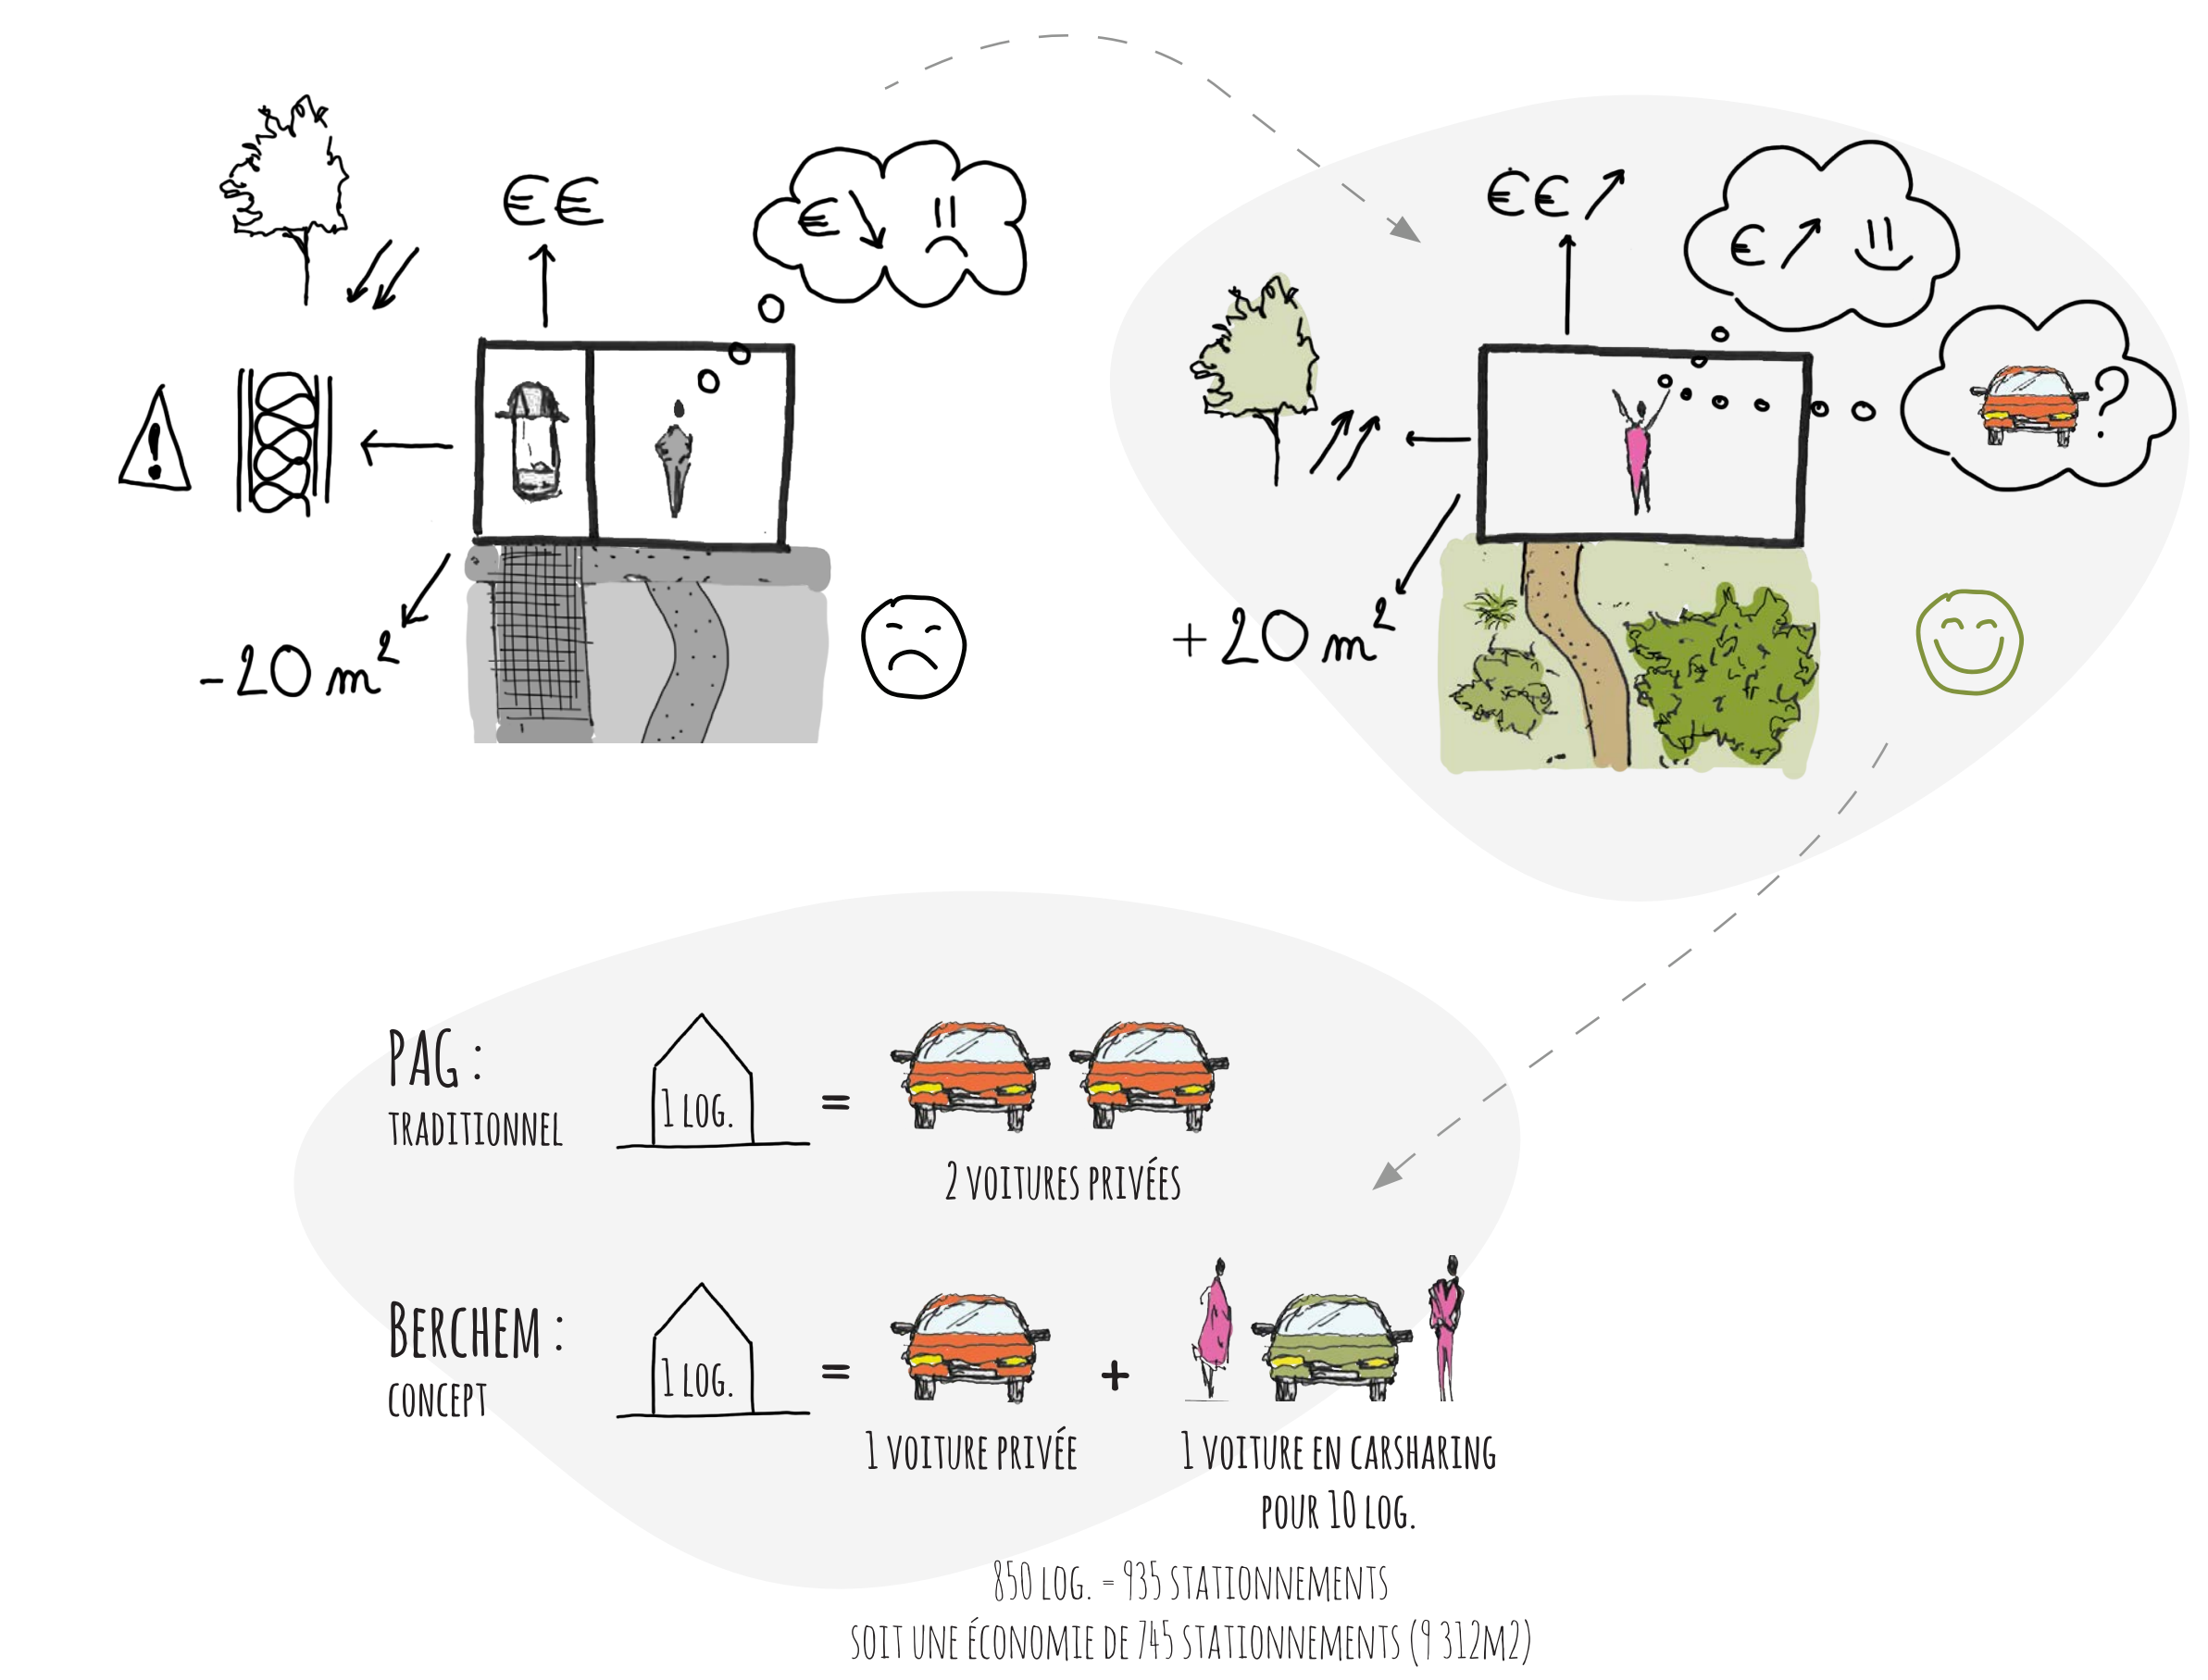 €€
€
!
-20 m²
€€
€
?
+20 m²
PAG :
TRADITIONNEL
1 LOG.
=
2 VOITURES PRIVÉES
BERCHEM :
CONCEPT
1 LOG.
=
+
1 VOITURE PRIVÉE
1 VOITURE EN CARSHARING
POUR 10 LOG.
850 LOG. = 935 STATIONNEMENTS
SOIT UNE ÉCONOMIE DE 745 STATIONNEMENTS (9 312M2)